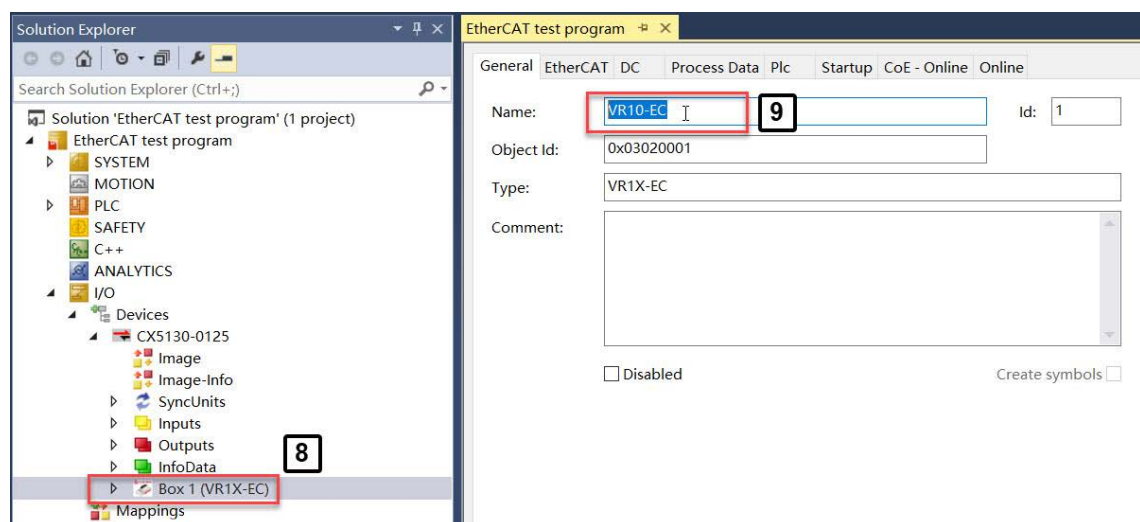 Solution Explorer
Search Solution Explorer (Ctrl+;)
Solution 'EtherCAT test program' (1 project)
EtherCAT test program
SYSTEM
MOTION
PLC
SAFETY
C++
ANALYTICS
I/O
Devices
CX5130-0125
Image
Image-Info
SyncUnits
Inputs
Outputs
InfoData
8
Box 1 (VR1X-EC)
Mappings
EtherCAT test program
General EtherCAT DC Process Data Plc Startup CoE - Online Online
Name: VR10-EC 9 Id: 1
Object Id: 0x03020001
Type: VR1X-EC
Comment:
Disabled Create symbols